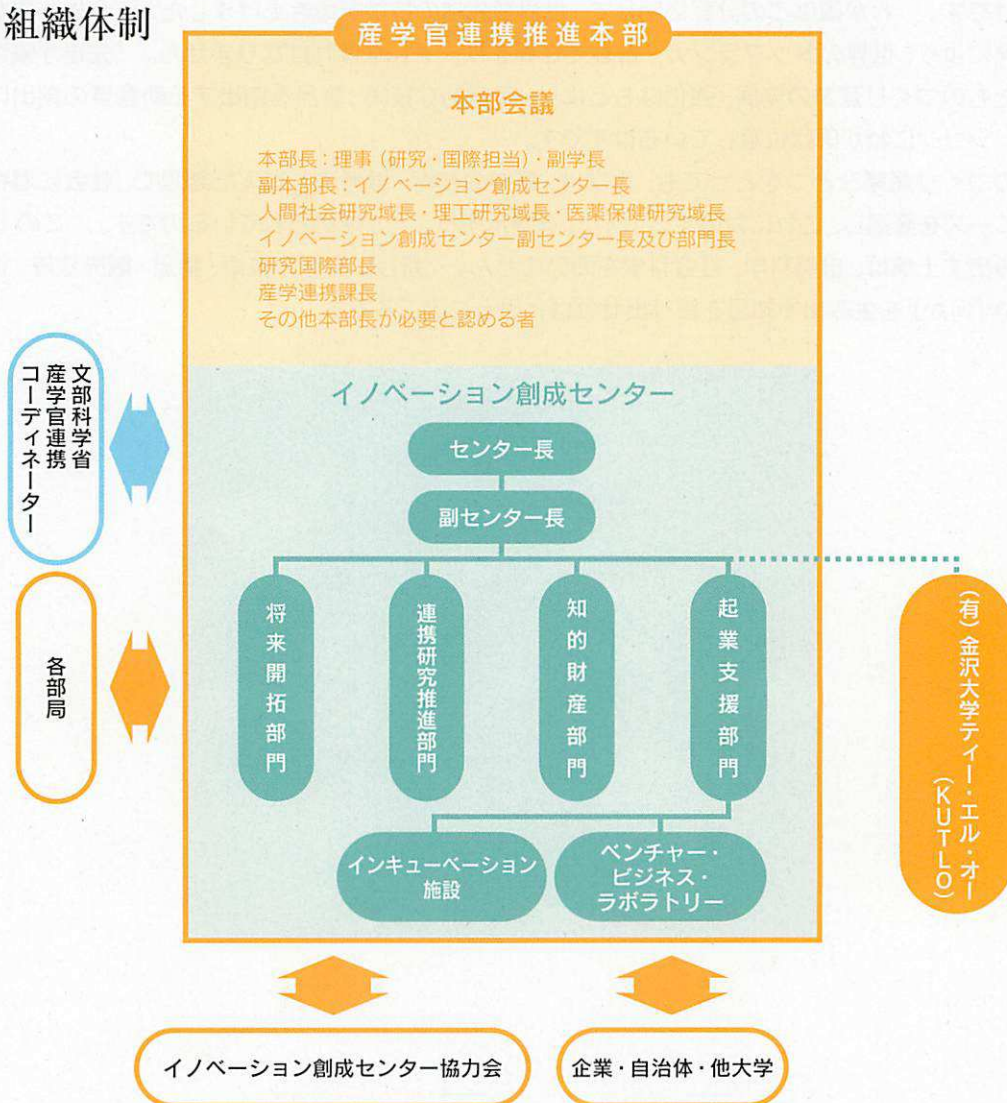 組織体制
産学官連携推進本部
本部会議
本部長：理事（研究・国際担当）・副学長
副本部長：イノベーション創成センター長
人間社会研究域長・理工研究域長・医薬保健研究域長
イノベーション創成センター副センター長及び部門長
研究国際部長
産学連携課長
その他本部長が必要と認める者
文部科学省
産学官連携
コーディネーター
各部局
イノベーション創成センター
センター長
副センター長
将来開拓部門
連携研究推進部門
知的財産部門
起業支援部門
（有）金沢大学ティー・エル・オー
（KUTLO）
インキュベーション
施設
ベンチャー・
ビジネス・
ラボラトリー
イノベーション創成センター協力会
企業・自治体・他大学